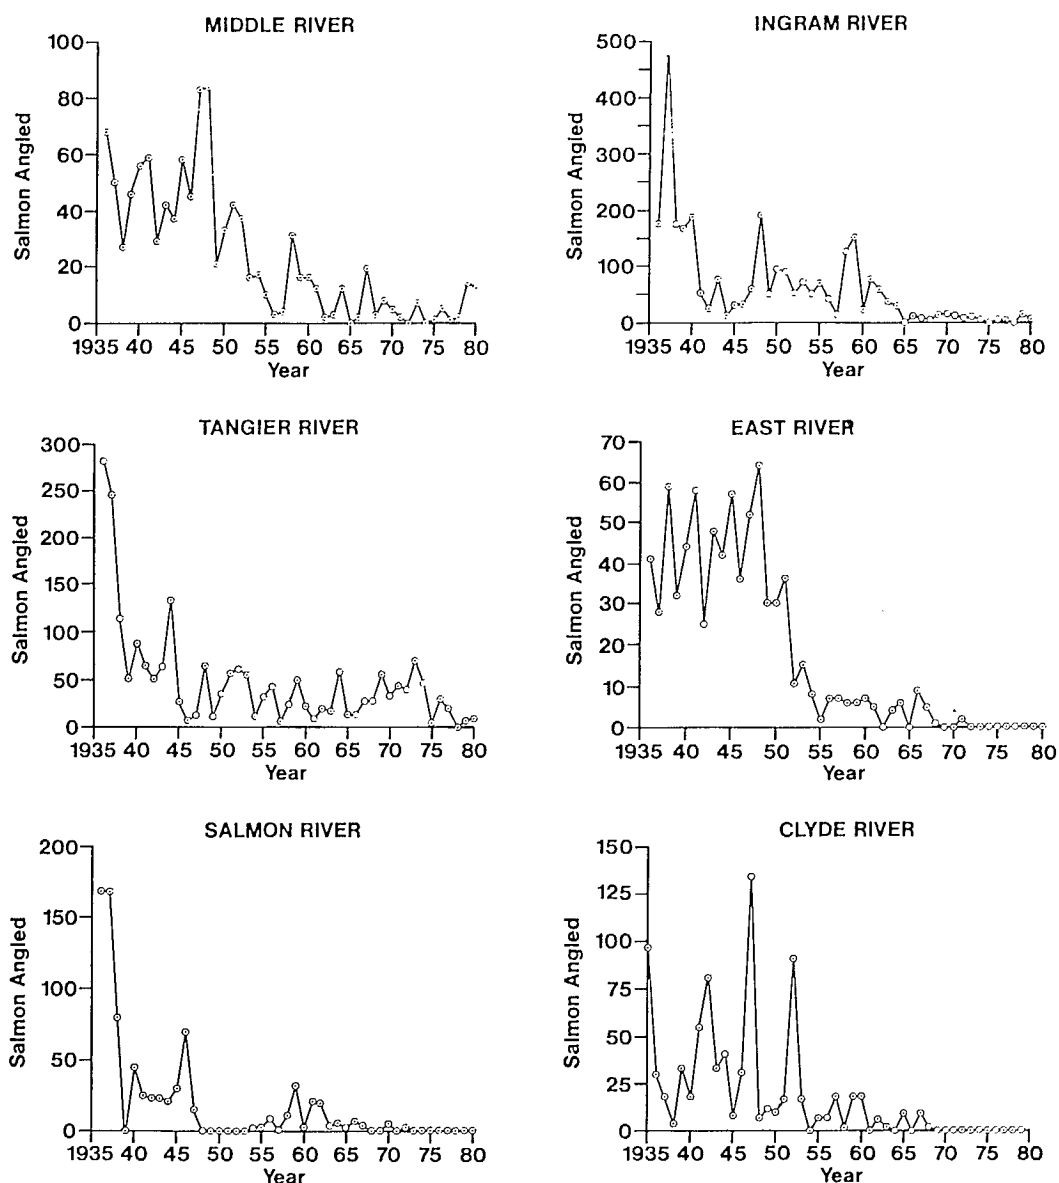 MIDDLE RIVER
100
80
60
40
20
0
Salmon Angled
1935 40 45 50 55 60 65 70 75 80
Year
INGRAM RIVER
500
400
300
200
100
0
Salmon Angled
1935 40 45 50 55 60 65 70 75 80
Year
TANGIER RIVER
300
250
200
150
100
50
0
Salmon Angled
1935 40 45 50 55 60 65 70 75 80
Year
EAST RIVER
70
60
50
40
30
20
10
0
Salmon Angled
1935 40 45 50 55 60 65 70 75 80
Year
SALMON RIVER
200
150
100
50
0
Salmon Angled
1935 40 45 50 55 60 65 70 75 80
Year
CLYDE RIVER
150
125
100
75
50
25
0
Salmon Angled
1935 40 45 50 55 60 65 70 75 80
Year